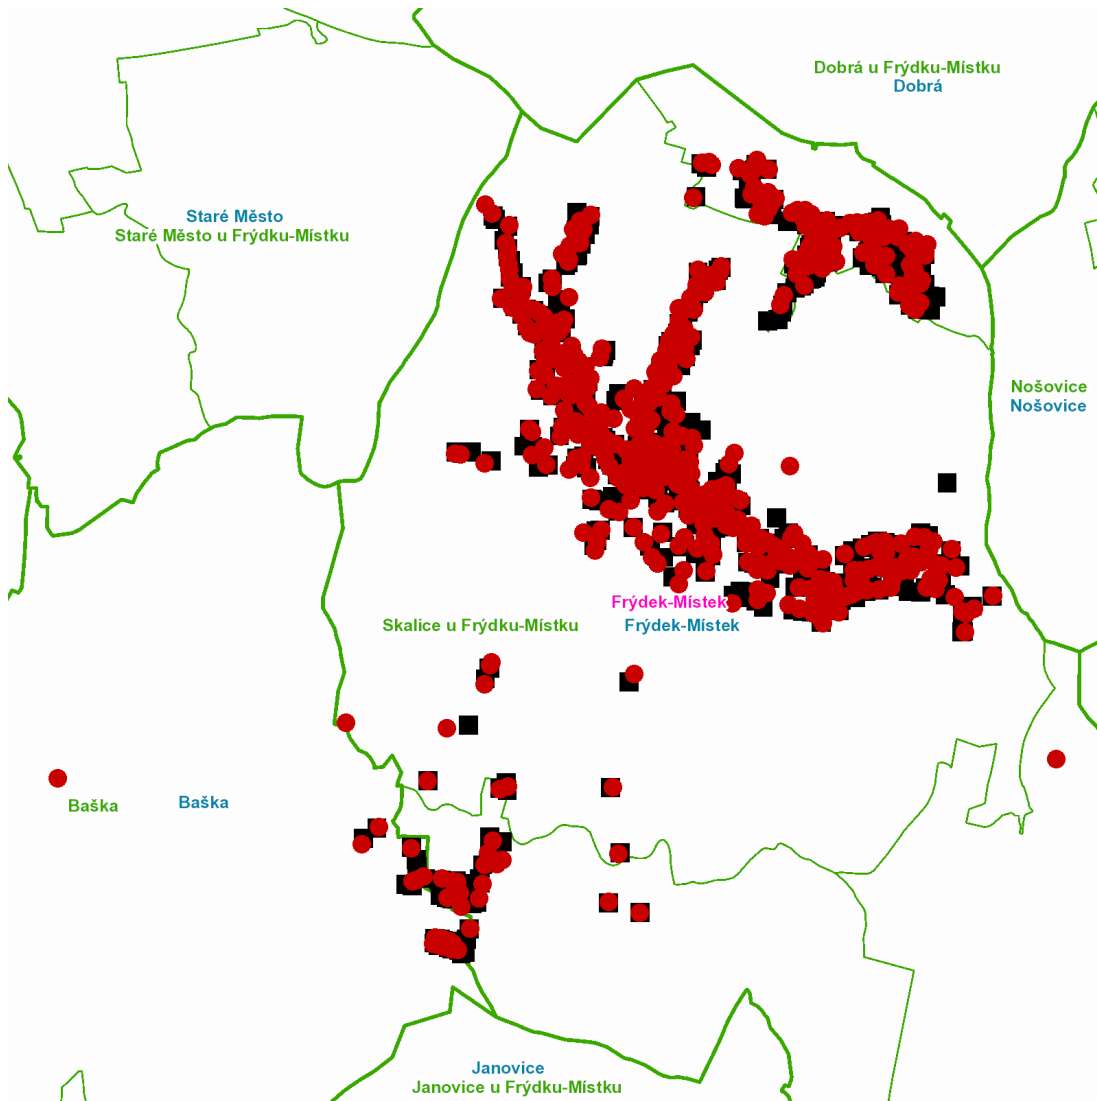 Dobrá u Frýdku-Místku
Dobrá
Staré Město
Staré Město u Frýdku-Místku
Nošovice
Nošovice
Frýdek-Místek
Skalice u Frýdku-Místku
Frýdek-Místek
Baška
Baška
Janovice
Janovice u Frýdku-Místku